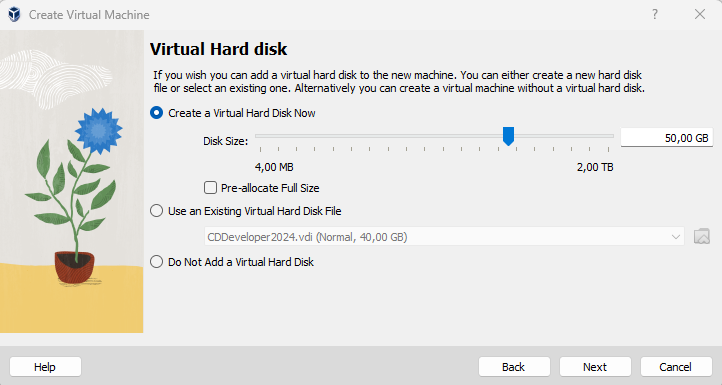 Create Virtual Machine
?
Virtual Hard disk
If you wish you can add a virtual hard disk to the new machine. You can either create a new hard disk
file or select an existing one. Alternatively you can create a virtual machine without a virtual hard disk.
Create a Virtual Hard Disk Now
Disk Size:
50,00 GB
4,00 MB
2,00 TB
Pre-allocate Full Size
Use an Existing Virtual Hard Disk File
CDDeveloper2024.vdi (Normal, 40,00 GB)
Do Not Add a Virtual Hard Disk
Help
Back
Next
Cancel